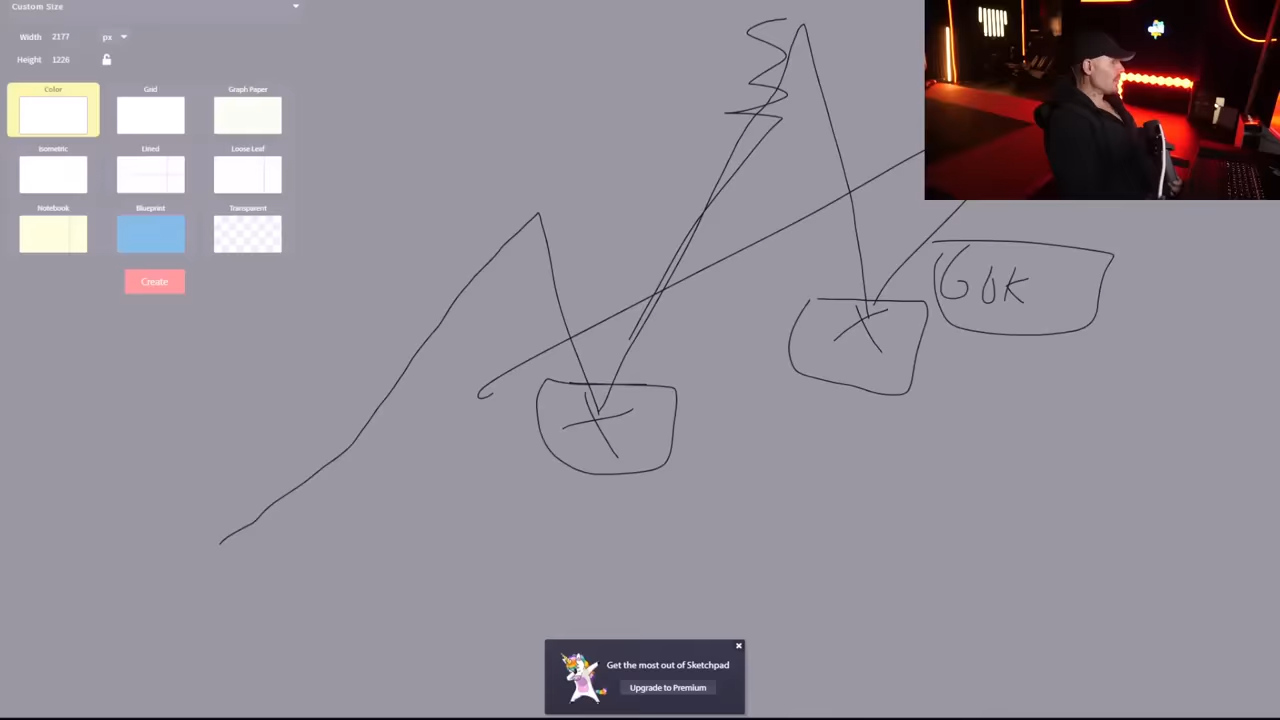 Custom Size
Width 2177 px
Height 1226
Color Grid Graph Paper
Isometric Lined Loose Leaf
Notebook Blueprint Transparent
Create
60K
Get the most out of Sketchpad
Upgrade to Premium